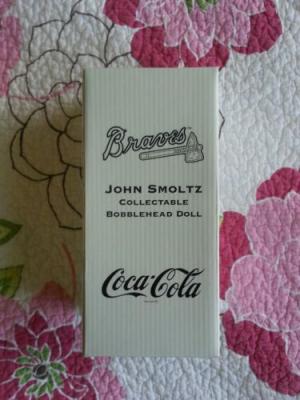 Braves
JOHN SMOLTZ
COLLECTABLE
BOBBLEHEAD DOLL
Coca-Cola